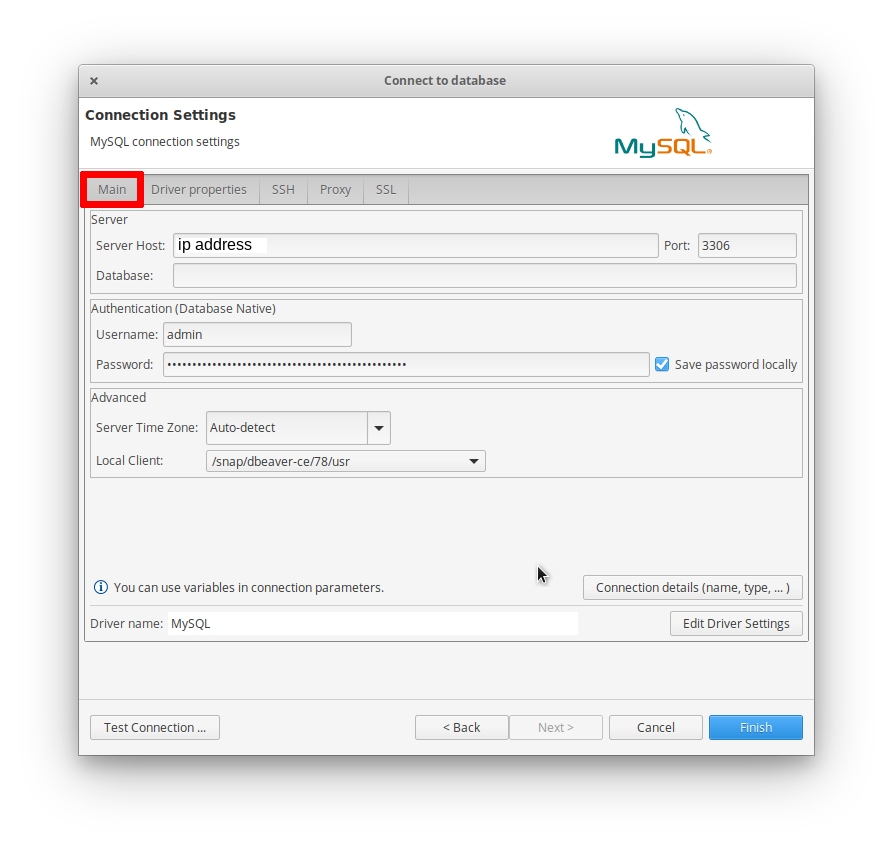 Connect to database
Connection Settings
MySQL connection settings
MySQL®
Main Driver properties SSH Proxy SSL
Server
Server Host: ip address Port: 3306
Database:
Authentication (Database Native)
Username: admin
Password: •••••••••••••••••••••••••••••••••••••••••••••••• Save password locally
Advanced
Server Time Zone: Auto-detect
Local Client: /snap/dbeaver-ce/78/usr
You can use variables in connection parameters. Connection details (name, type, ... )
Driver name: MySQL Edit Driver Settings
Test Connection ... < Back Next > Cancel Finish